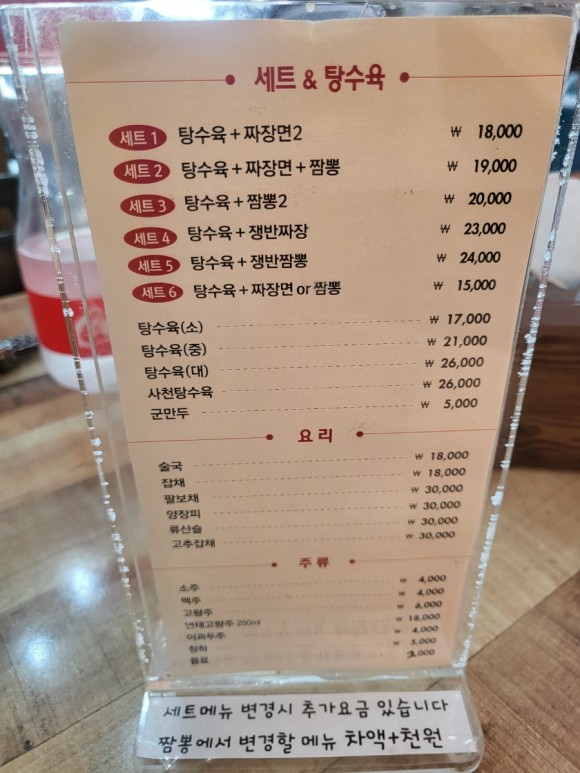 세트 & 탕수육
세트 1 탕수육 + 짜장면2 ₩ 18,000
세트 2 탕수육 + 짜장면 + 짬뽕 ₩ 19,000
세트 3 탕수육 + 짬뽕2 ₩ 20,000
세트 4 탕수육 + 쟁반짜장 ₩ 23,000
세트 5 탕수육 + 쟁반짬뽕 ₩ 24,000
세트 6 탕수육 + 짜장면 or 짬뽕 ₩ 15,000
탕수육(소) ₩ 17,000
탕수육(중) ₩ 21,000
탕수육(대) ₩ 26,000
사천탕수육 ₩ 26,000
군만두 ₩ 5,000
요리
술국 ₩ 18,000
잡채 ₩ 18,000
팔보채 ₩ 30,000
양장피 ₩ 30,000
류산슬 ₩ 30,000
고추잡채 ₩ 30,000
주류
소주 ₩ 4,000
맥주 ₩ 4,000
고량주 ₩ 6,000
연태고량주 250ml ₩ 18,000
이과두주 ₩ 4,000
청하 ₩ 5,000
음료 2,000
세트메뉴 변경시 추가요금 있습니다
짬뽕에서 변경할 메뉴 차액+천원